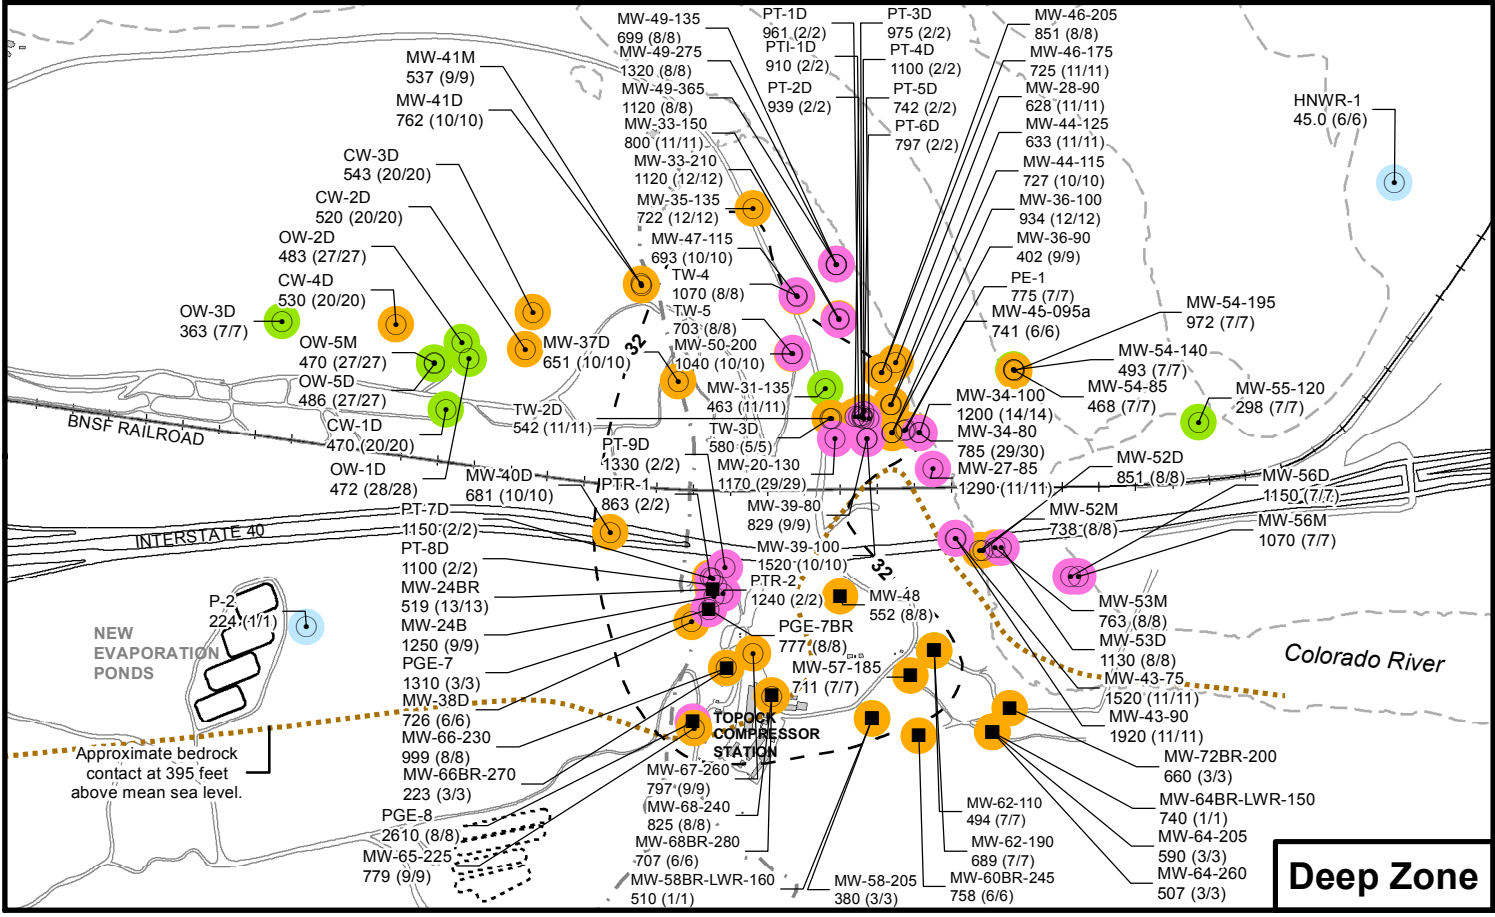 MW-49-135
699 (8/8)
MW-49-275
1320 (8/8)
MW-49-365
1120 (8/8)
MW-33-150
800 (11/11)
MW-33-210
1120 (12/12)
MW-35-135
722 (12/12)
MW-47-115
693 (10/10)
TW-4
1070 (8/8)
TW-5
703 (8/8)
MW-50-200
1040 (10/10)
MW-31-135
463 (11/11)
TW-3D
580 (5/5)
MW-20-130
1170 (29/29)
MW-39-80
829 (9/9)
MW-39-100
1520 (10/10)
PT-1D
961 (2/2)
PTI-1D
910 (2/2)
PT-2D
939 (2/2)
PT-3D
975 (2/2)
PT-4D
1100 (2/2)
PT-5D
742 (2/2)
PT-6D
797 (2/2)
MW-46-205
851 (8/8)
MW-46-175
725 (11/11)
MW-28-90
628 (11/11)
MW-44-125
633 (11/11)
MW-44-115
727 (10/10)
MW-36-100
934 (12/12)
MW-36-90
402 (9/9)
PE-1
775 (7/7)
MW-45-095a
741 (6/6)
HNWR-1
45.0 (6/6)
MW-54-195
972 (7/7)
MW-54-140
493 (7/7)
MW-54-85
468 (7/7)
MW-55-120
298 (7/7)
MW-34-100
1200 (14/14)
MW-34-80
785 (29/30)
MW-27-85
1290 (11/11)
MW-52D
851 (8/8)
MW-52M
738 (8/8)
MW-56D
1150 (7/7)
MW-56M
1070 (7/7)
MW-41M
537 (9/9)
MW-41D
762 (10/10)
CW-3D
543 (20/20)
CW-2D
520 (20/20)
OW-2D
483 (27/27)
CW-4D
530 (20/20)
OW-3D
363 (7/7)
OW-5M
470 (27/27)
OW-5D
486 (27/27)
CW-1D
470 (20/20)
OW-1D
472 (28/28)
MW-37D
651 (10/10)
32
TW-2D
542 (11/11)
BNSF RAILROAD
INTERSTATE 40
MW-40D
681 (10/10)
PT-9D
1330 (2/2)
PTR-1
863 (2/2)
PT-7D
1150 (2/2)
PT-8D
1100 (2/2)
MW-24BR
519 (13/13)
MW-24B
1250 (9/9)
PGE-7
1310 (3/3)
MW-38D
726 (6/6)
MW-66-230
999 (8/8)
MW-66BR-270
223 (3/3)
PGE-8
2610 (8/8)
MW-65-225
779 (9/9)
PTR-2
1240 (2/2)
PGE-7BR
777 (8/8)
MW-57-185
711 (7/7)
32
MW-48
552 (8/8)
MW-53M
763 (8/8)
MW-53D
1130 (8/8)
MW-43-75
1520 (11/11)
MW-43-90
1920 (11/11)
MW-72BR-200
660 (3/3)
MW-64BR-LWR-150
740 (1/1)
MW-64-205
590 (3/3)
MW-64-260
507 (3/3)
Colorado River
P-2
224 (1/1)
NEW
EVAPORATION
PONDS
Approximate bedrock
contact at 395 feet
above mean sea level.
TOPOCK
COMPRESSOR
STATION
MW-67-260
797 (9/9)
MW-68-240
825 (8/8)
MW-68BR-280
707 (6/6)
MW-58BR-LWR-160
510 (1/1)
MW-58-205
380 (3/3)
MW-62-110
494 (7/7)
MW-62-190
689 (7/7)
MW-60BR-245
758 (6/6)
Deep Zone